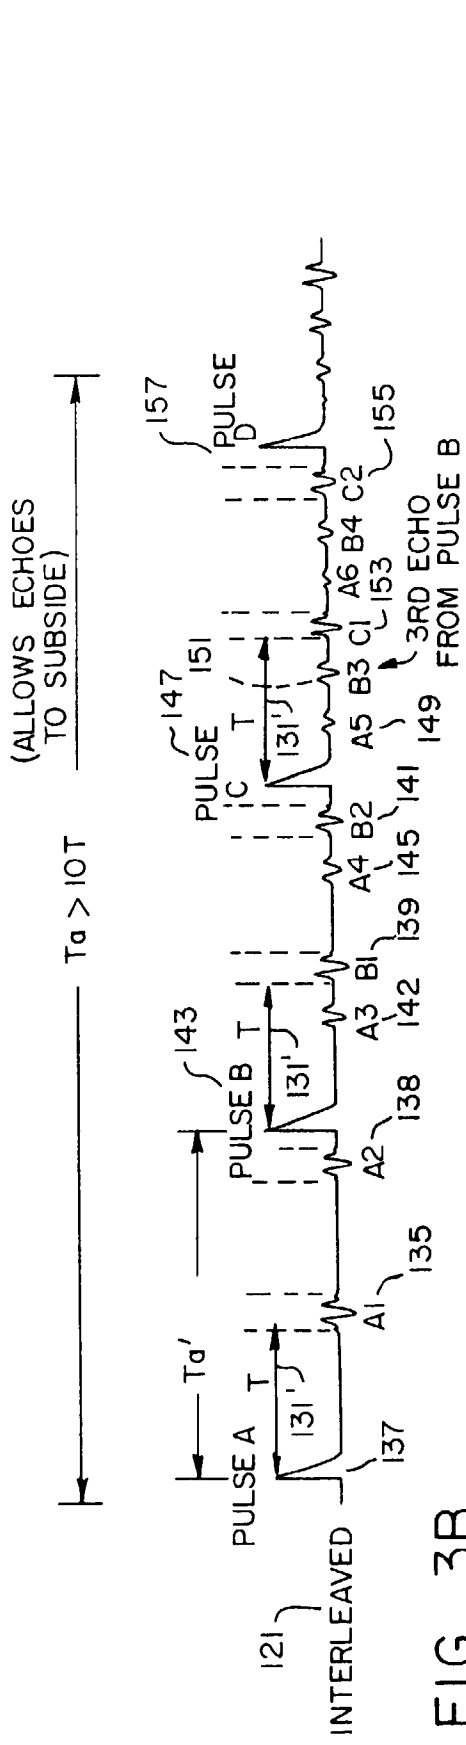 (ALLOWS ECHOES
TO SUBSIDE)
Ta > 10T
Ta'
PULSE A
T
131'
137
A1
135
PULSE B
143
T
131'
A2
138
A3
142
B1
139
A4
145
B2
141
PULSE
C
147
T
131'
151
A5
149
B3
3RD ECHO
FROM PULSE B
C1
153
A6
B4
C2
155
PULSE
D
157
121
INTERLEAVED
FIG. 3B